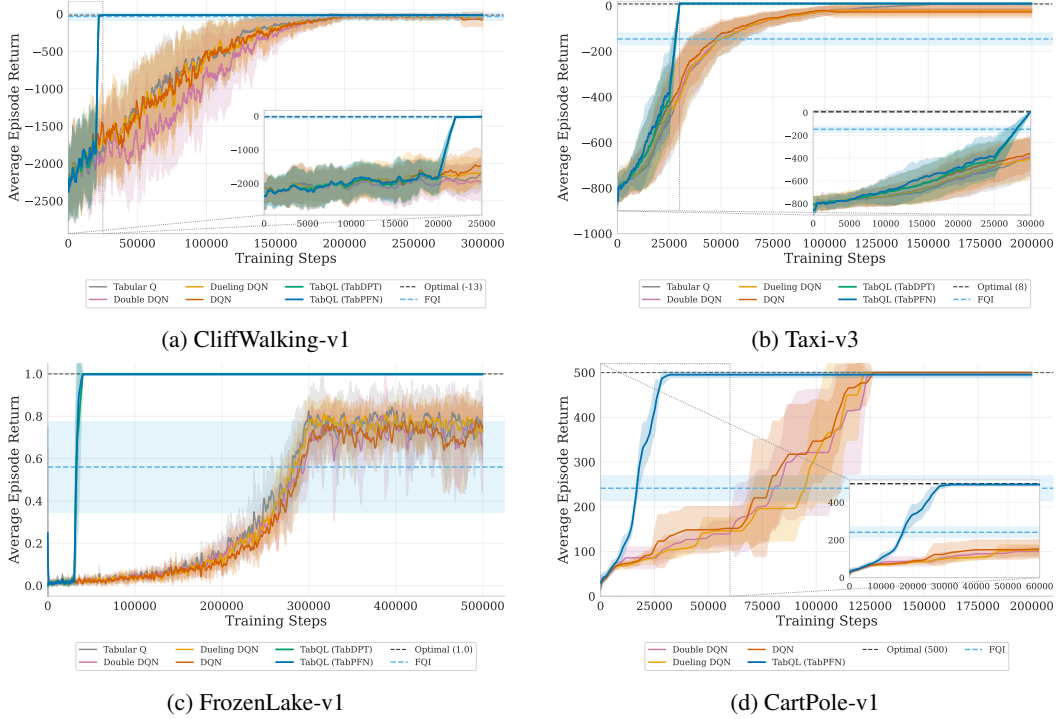 Average Episode Return
0
−500
−1000
−1500
−2000
−2500
0
−2000
0 5000 10000 15000 20000 25000
0 50000 100000 150000 200000 250000 300000
Training Steps
Tabular Q Dueling DQN TabQL (TabDPT) Optimal (-13)
Double DQN DQN TabQL (TabPFN) FQI
(a) CliffWalking-v1
Average Episode Return
0
−200
−400
−600
−800
−1000
0
−200
−400
−600
−800
0 5000 10000 15000 20000 25000 30000
0 25000 50000 75000 100000 125000 150000 175000 200000
Training Steps
Tabular Q Dueling DQN TabQL (TabDPT) Optimal (8)
Double DQN DQN TabQL (TabPFN) FQI
(b) Taxi-v3
Average Episode Return
1.0
0.8
0.6
0.4
0.2
0.0
0 100000 200000 300000 400000 500000
Training Steps
Tabular Q Dueling DQN TabQL (TabDPT) Optimal (1.0)
Double DQN DQN TabQL (TabPFN) FQI
(c) FrozenLake-v1
Average Episode Return
500
400
300
200
100
0
400
200
0
0 10000 20000 30000 40000 50000 60000
0 25000 50000 75000 100000 125000 150000 175000 200000
Training Steps
Double DQN DQN Optimal (500) FQI
Dueling DQN TabQL (TabPFN)
(d) CartPole-v1